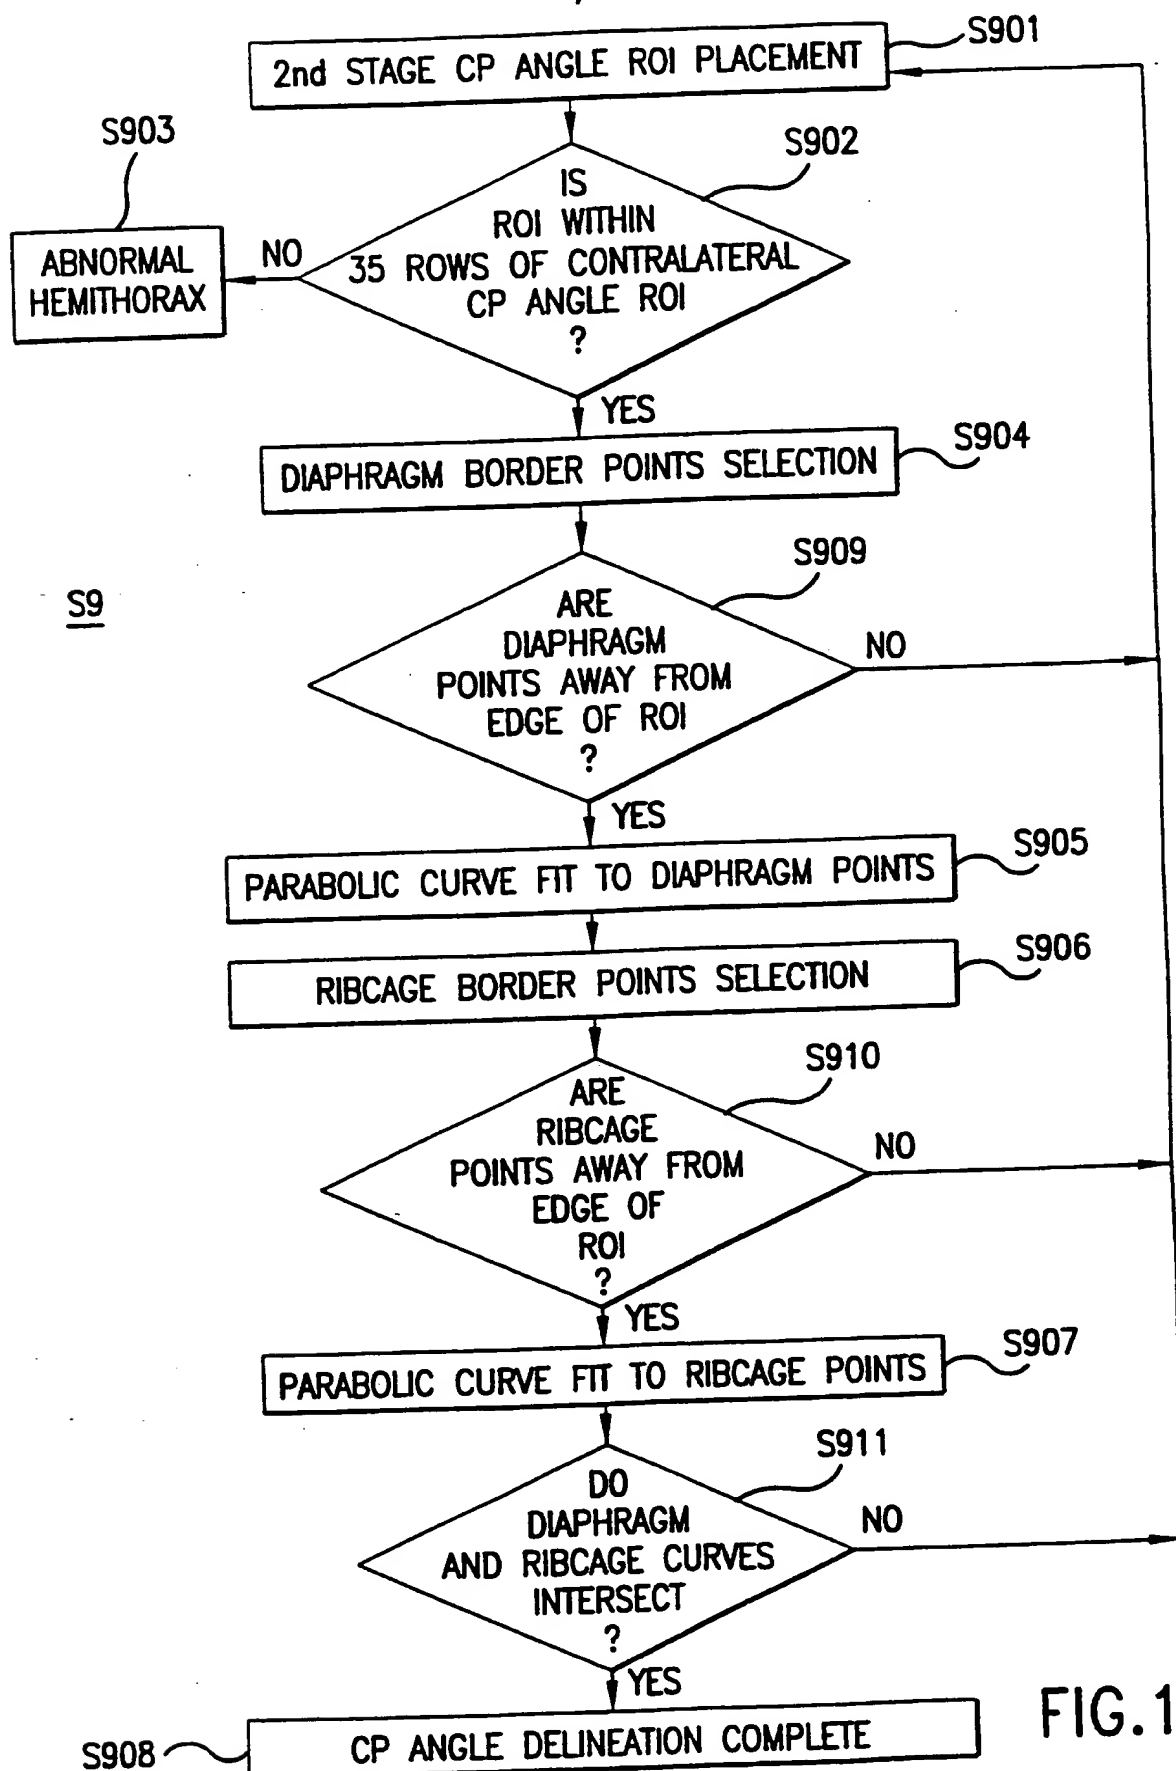 S901
2nd STAGE CP ANGLE ROI PLACEMENT
S903
S902
IS
ROI WITHIN
35 ROWS OF CONTRALATERAL
CP ANGLE ROI
?
NO
ABNORMAL
HEMITHORAX
YES
S904
DIAPHRAGM BORDER POINTS SELECTION
S909
S9
ARE
DIAPHRAGM
POINTS AWAY FROM
EDGE OF ROI
?
NO
YES
S905
PARABOLIC CURVE FIT TO DIAPHRAGM POINTS
S906
RIBCAGE BORDER POINTS SELECTION
S910
ARE
RIBCAGE
POINTS AWAY FROM
EDGE OF
ROI
?
NO
YES
S907
PARABOLIC CURVE FIT TO RIBCAGE POINTS
S911
DO
DIAPHRAGM
AND RIBCAGE CURVES
INTERSECT
?
NO
YES
S908
CP ANGLE DELINEATION COMPLETE
FIG.1